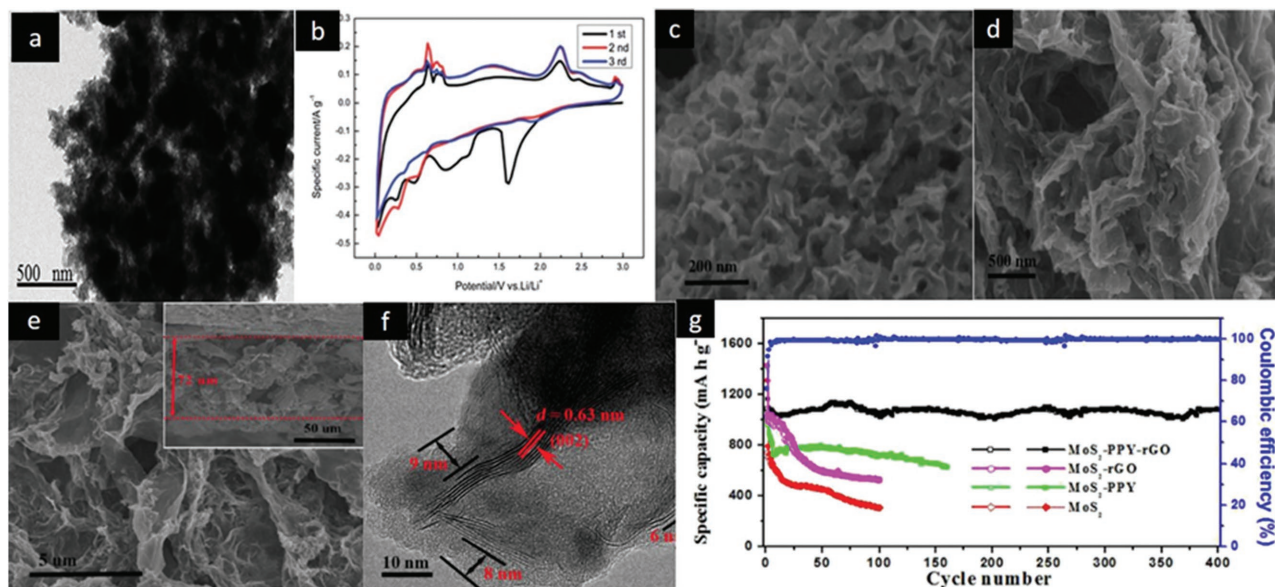 a
500 nm
b
1 st
2 nd
3 rd
Specific current/A g⁻¹
0.3
0.2
0.1
0.0
-0.1
-0.2
-0.3
-0.4
-0.5
0.0 0.5 1.0 1.5 2.0 2.5 3.0
Potential/V vs.Li/Li⁺
c
200 nm
d
500 nm
e
72 um
50 um
5 um
f
d = 0.63 nm
(002)
9 nm
8 nm
10 nm
g
Specific capacity (mA h g⁻¹)
1600
1200
800
400
0
MoS₂-PPY-rGO
MoS₂-rGO
MoS₂-PPY
MoS₂
100
80
60
40
20
0
Coulombic efficiency (%)
0 50 100 150 200 250 300 350 400
Cycle number